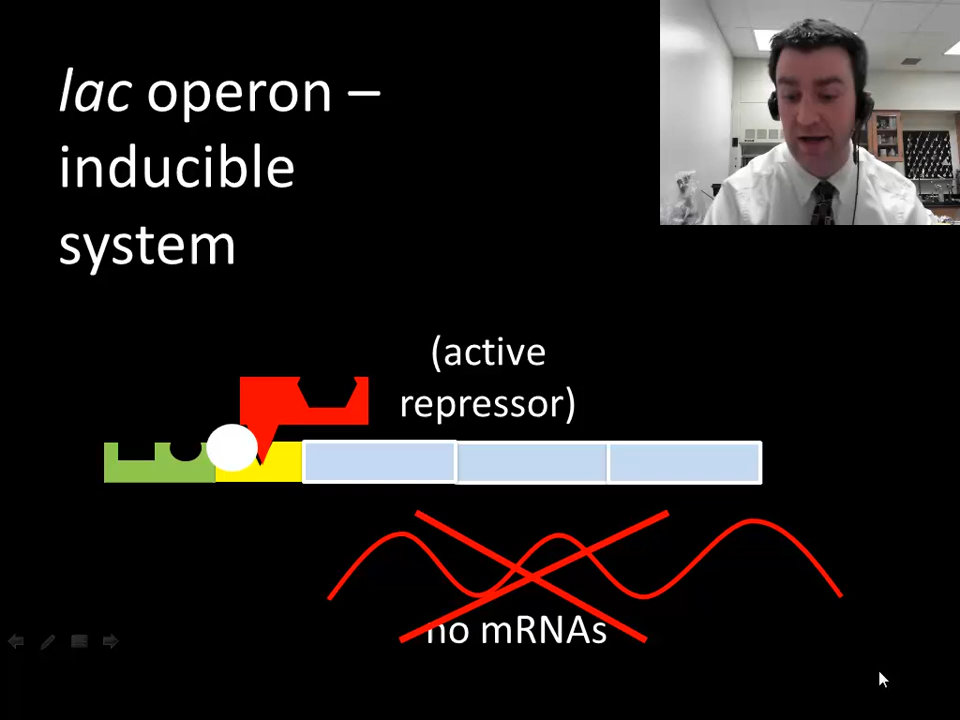 lac operon –
inducible
system
(active
repressor)
no mRNAs